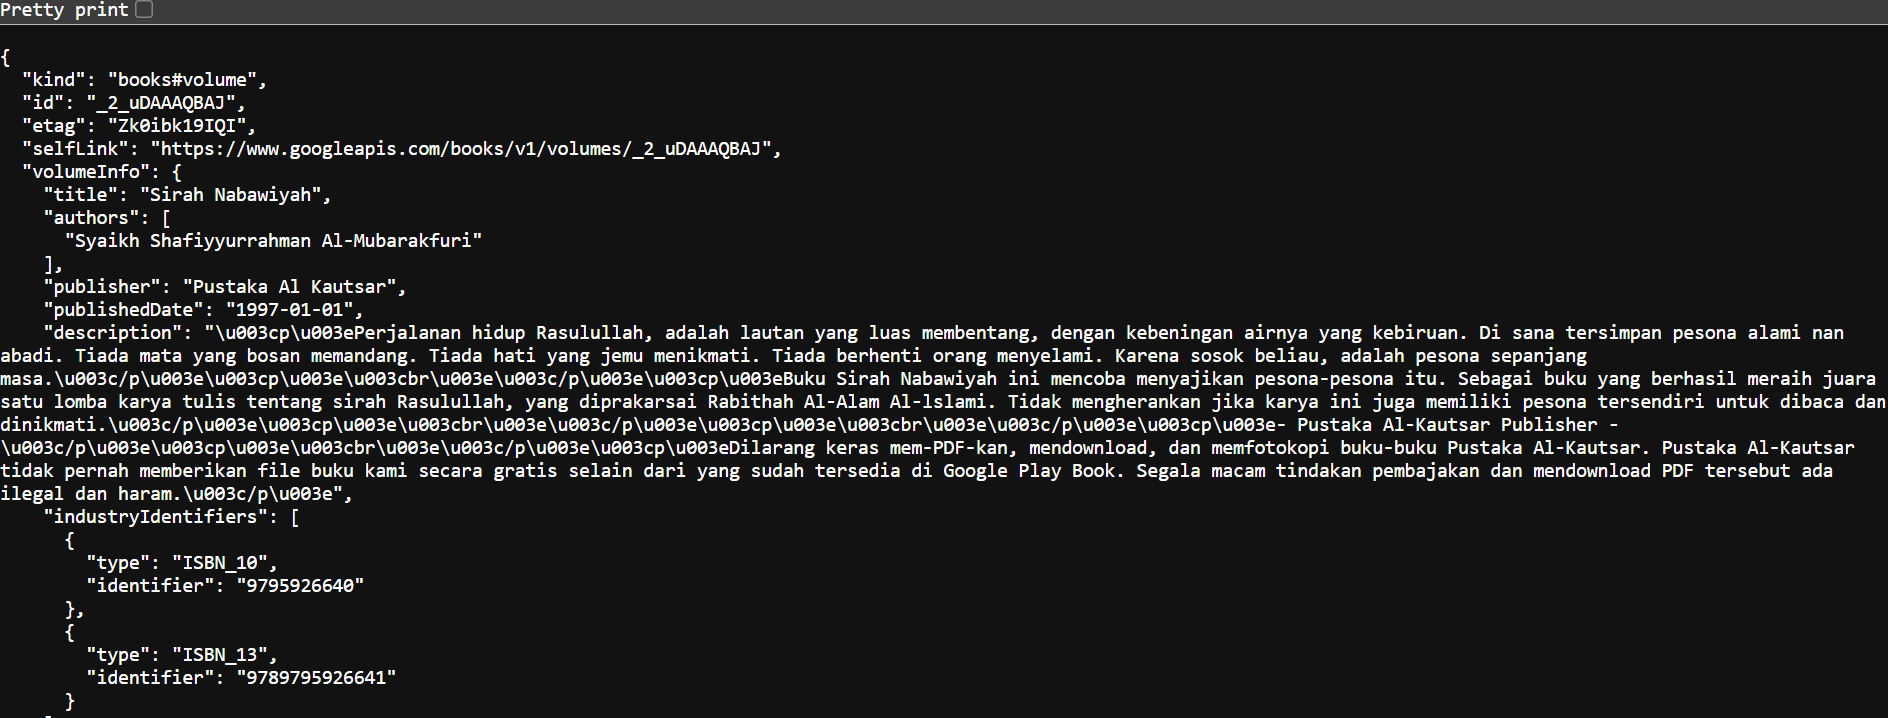 Pretty print
{
"kind": "books#volume",
"id": "_2_uDAAAQBAJ",
"etag": "Zk0ibk19IQI",
"selfLink": "https://www.googleapis.com/books/v1/volumes/_2_uDAAAQBAJ",
"volumeInfo": {
"title": "Sirah Nabawiyah",
"authors": [
"Syaikh Shafiyyurrahman Al-Mubarakfuri"
],
"publisher": "Pustaka Al Kautsar",
"publishedDate": "1997-01-01",
"description": "\u003cp\u003ePerjalanan hidup Rasulullah, adalah lautan yang luas membentang, dengan kebeningan airnya yang kebiruan. Di sana tersimpan pesona alami nan
abadi. Tiada mata yang bosan memandang. Tiada hati yang jemu menikmati. Tiada berhenti orang menyelami. Karena sosok beliau, adalah pesona sepanjang
masa.\u003c/p\u003e\u003cp\u003e\u003cbr\u003e\u003c/p\u003e\u003cp\u003eBuku Sirah Nabawiyah ini mencoba menyajikan pesona-pesona itu. Sebagai buku yang berhasil meraih juara
satu lomba karya tulis tentang sirah Rasulullah, yang diprakarsai Rabithah Al-Alam Al-lslami. Tidak mengherankan jika karya ini juga memiliki pesona tersendiri untuk dibaca dan
dinikmati.\u003c/p\u003e\u003cp\u003e\u003cbr\u003e\u003c/p\u003e\u003cp\u003e\u003cbr\u003e\u003c/p\u003e\u003cp\u003e- Pustaka Al-Kautsar Publisher -
\u003c/p\u003e\u003cp\u003e\u003cbr\u003e\u003c/p\u003e\u003cp\u003eDilarang keras mem-PDF-kan, mendownload, dan memfotokopi buku-buku Pustaka Al-Kautsar. Pustaka Al-Kautsar
tidak pernah memberikan file buku kami secara gratis selain dari yang sudah tersedia di Google Play Book. Segala macam tindakan pembajakan dan mendownload PDF tersebut ada
ilegal dan haram.\u003c/p\u003e",
"industryIdentifiers": [
{
"type": "ISBN_10",
"identifier": "9795926640"
},
{
"type": "ISBN_13",
"identifier": "9789795926641"
}